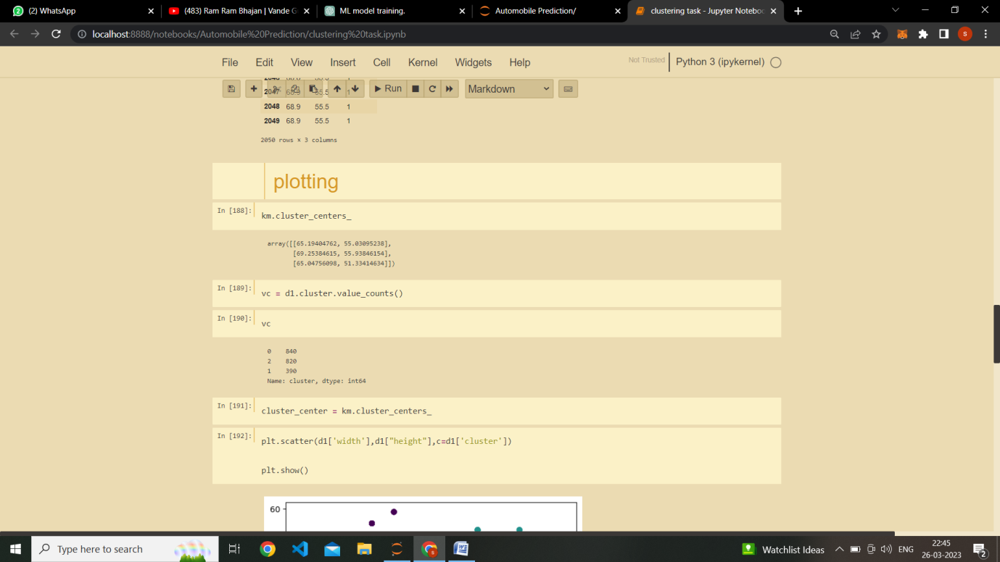 (2) WhatsApp
(483) Ram Ram Bhajan | Vande G
ML model training.
Automobile Prediction/
clustering task - Jupyter Noteboo
localhost:8888/notebooks/Automobile%20Prediction/clustering%20task.ipynb
S
File Edit View Insert Cell Kernel Widgets Help
Not Trusted Python 3 (ipykernel)
Run Markdown
2047 68.9 55.5 1
2048 68.9 55.5 1
2049 68.9 55.5 1
2050 rows × 3 columns
plotting
In [188]:
km.cluster_centers_
array([[65.19404762, 55.03095238],
[69.25384615, 55.93846154],
[65.04756098, 51.33414634]])
In [189]:
vc = d1.cluster.value_counts()
In [190]:
vc
0 840
2 820
1 390
Name: cluster, dtype: int64
In [191]:
cluster_center = km.cluster_centers_
In [192]:
plt.scatter(d1['width'],d1["height"],c=d1['cluster'])
plt.show()
60
Type here to search
Watchlist Ideas
ENG
22:45
26-03-2023
2